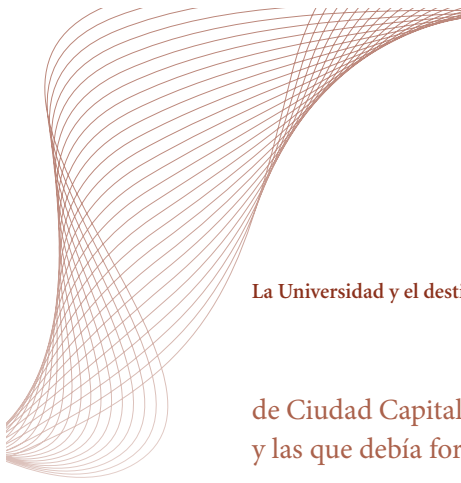 La Universidad y el desti
de Ciudad Capital
y las que debía for